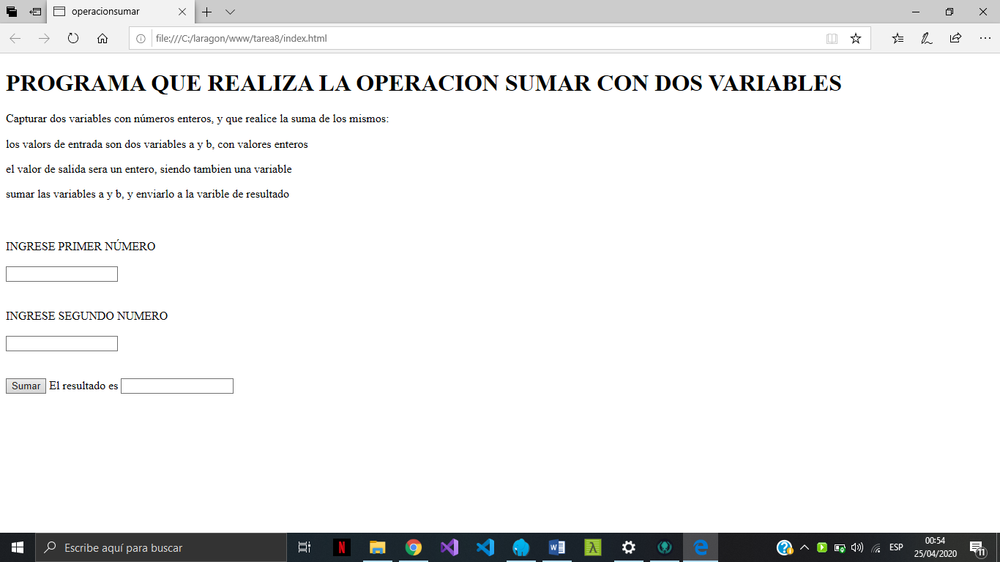 operacionsumar
file:///C:/laragon/www/tarea8/index.html
PROGRAMA QUE REALIZA LA OPERACION SUMAR CON DOS VARIABLES
Capturar dos variables con números enteros, y que realice la suma de los mismos:
los valors de entrada son dos variables a y b, con valores enteros
el valor de salida sera un entero, siendo tambien una variable
sumar las variables a y b, y enviarlo a la varible de resultado
INGRESE PRIMER NÚMERO
INGRESE SEGUNDO NUMERO
Sumar El resultado es
Escribe aquí para buscar
N
W
λ
?
ESP
00:54
25/04/2020
11